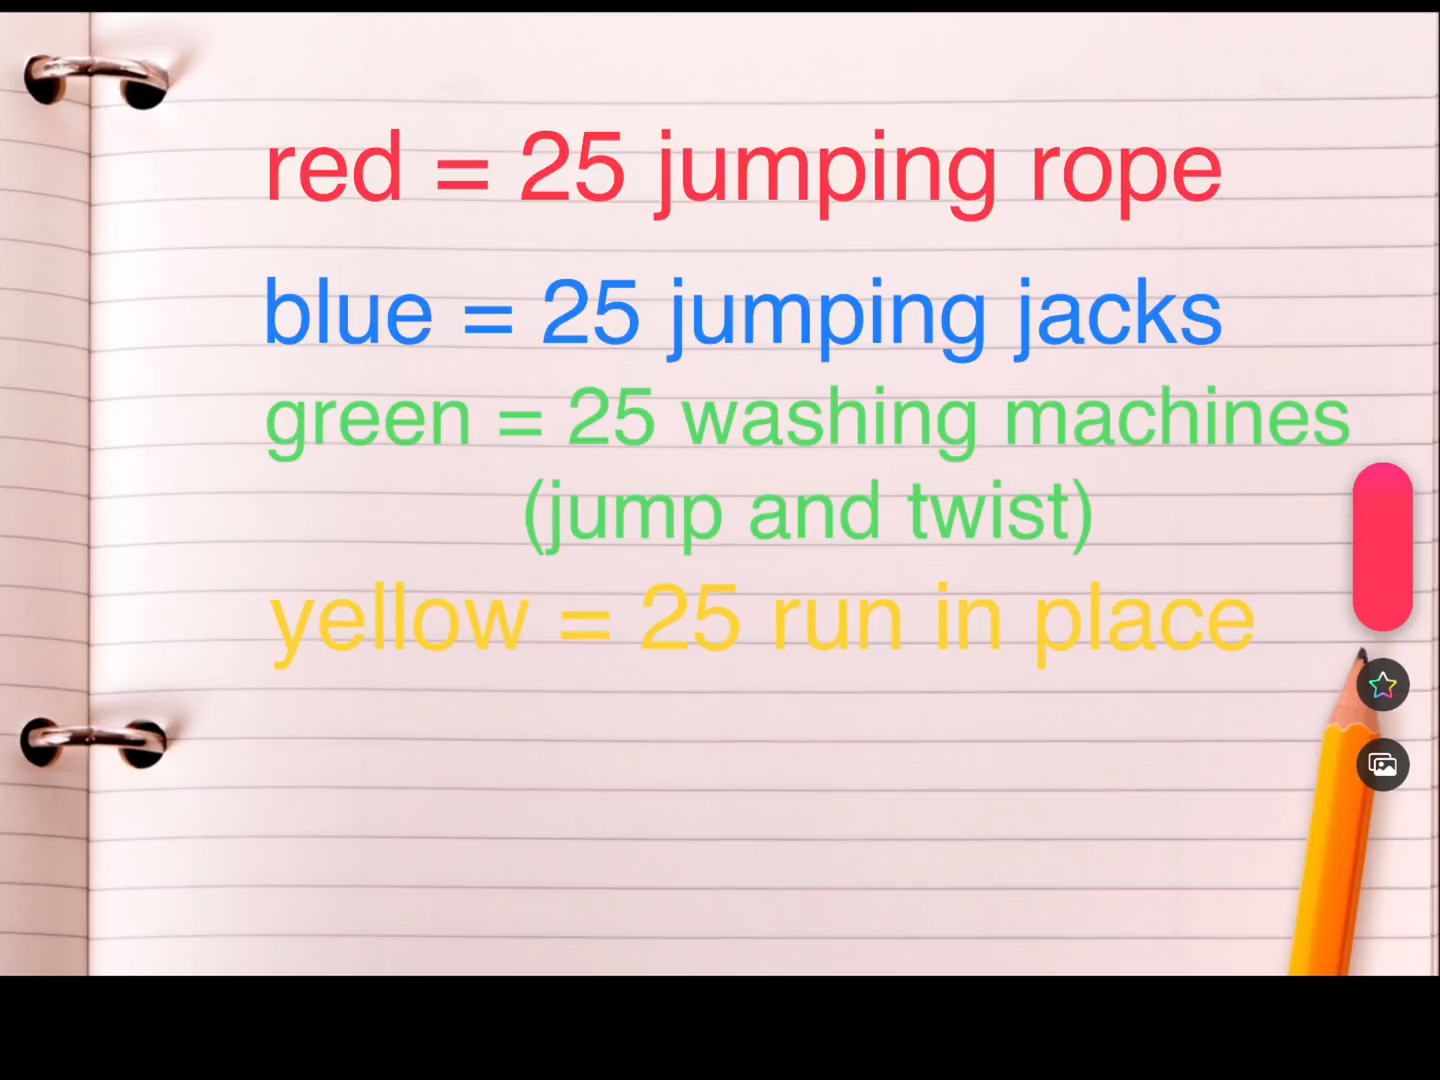 red = 25 jumping rope
blue = 25 jumping jacks
green = 25 washing machines
(jump and twist)
yellow = 25 run in place